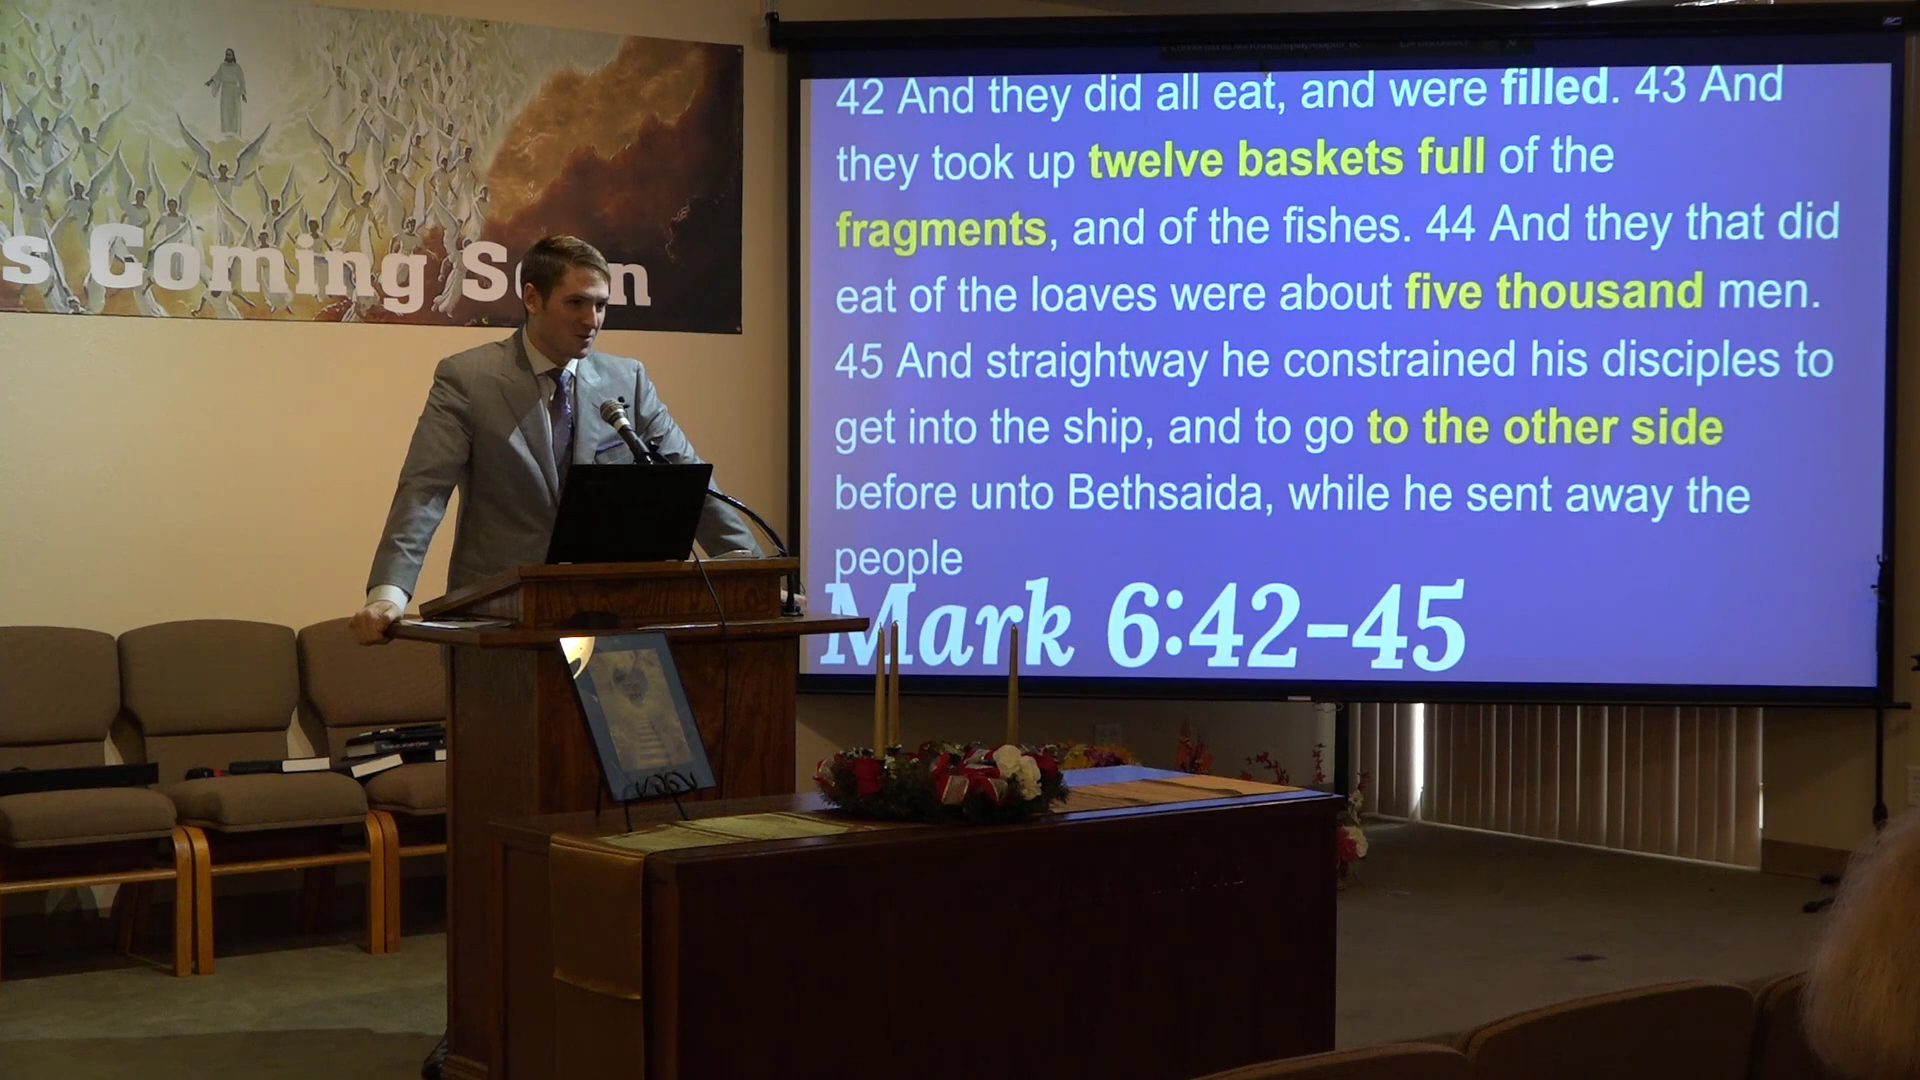 s Coming S n
42 And they did all eat, and were filled. 43 And
they took up twelve baskets full of the
fragments, and of the fishes. 44 And they that did
eat of the loaves were about five thousand men.
45 And straightway he constrained his disciples to
get into the ship, and to go to the other side
before unto Bethsaida, while he sent away the
people
Mark 6:42-45